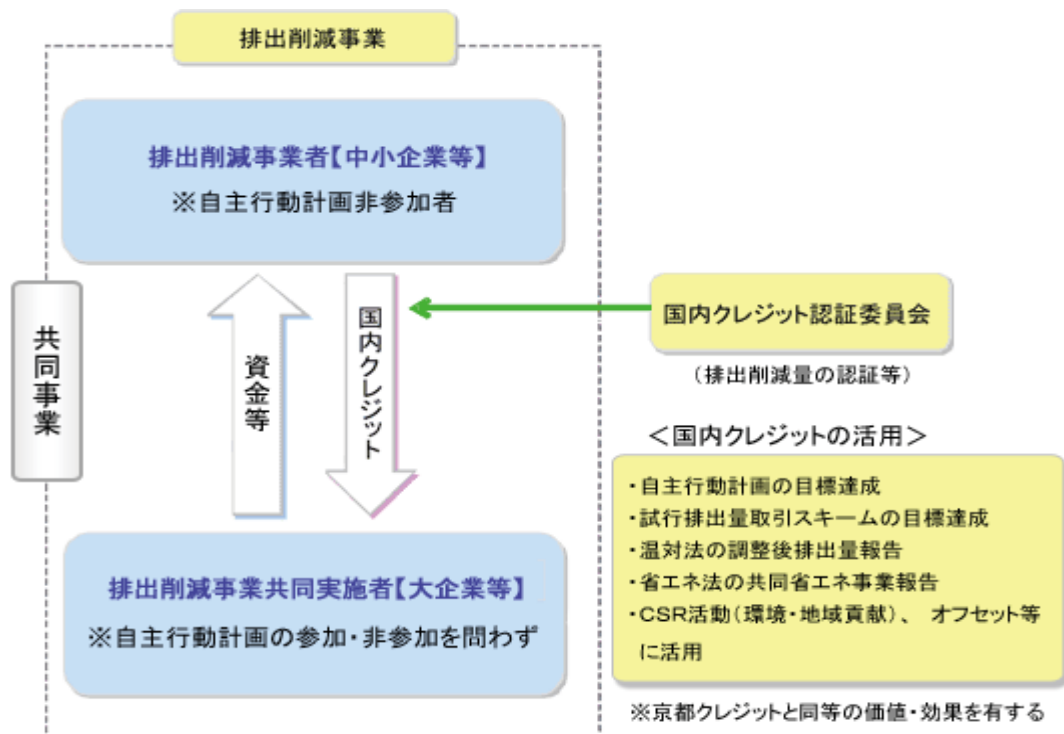 排出削減事業
排出削減事業者【中小企業等】
※自主行動計画非参加者
共同事業
資金等
国内クレジット
国内クレジット認証委員会
（排出削減量の認証等）
＜国内クレジットの活用＞
・自主行動計画の目標達成
・試行排出量取引スキームの目標達成
・温対法の調整後排出量報告
・省エネ法の共同省エネ事業報告
・CSR活動（環境・地域貢献）、 オフセット等
に活用
※京都クレジットと同等の価値・効果を有する
排出削減事業共同実施者【大企業等】
※自主行動計画の参加・非参加を問わず